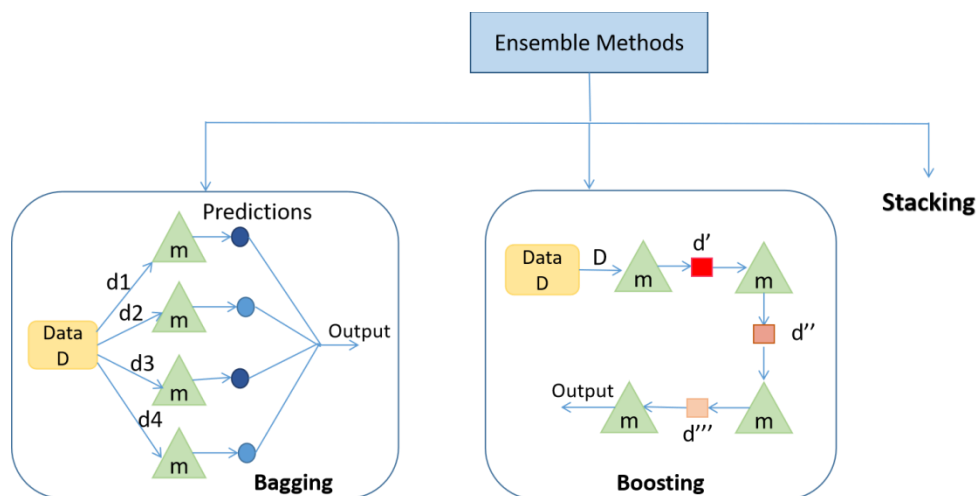 Ensemble Methods
Predictions
m
d1
m
d2
Data
D
Output
d3
m
d4
m
Bagging
Data
D
D
m
d'
m
d''
m
d'''
m
Output
Boosting
Stacking